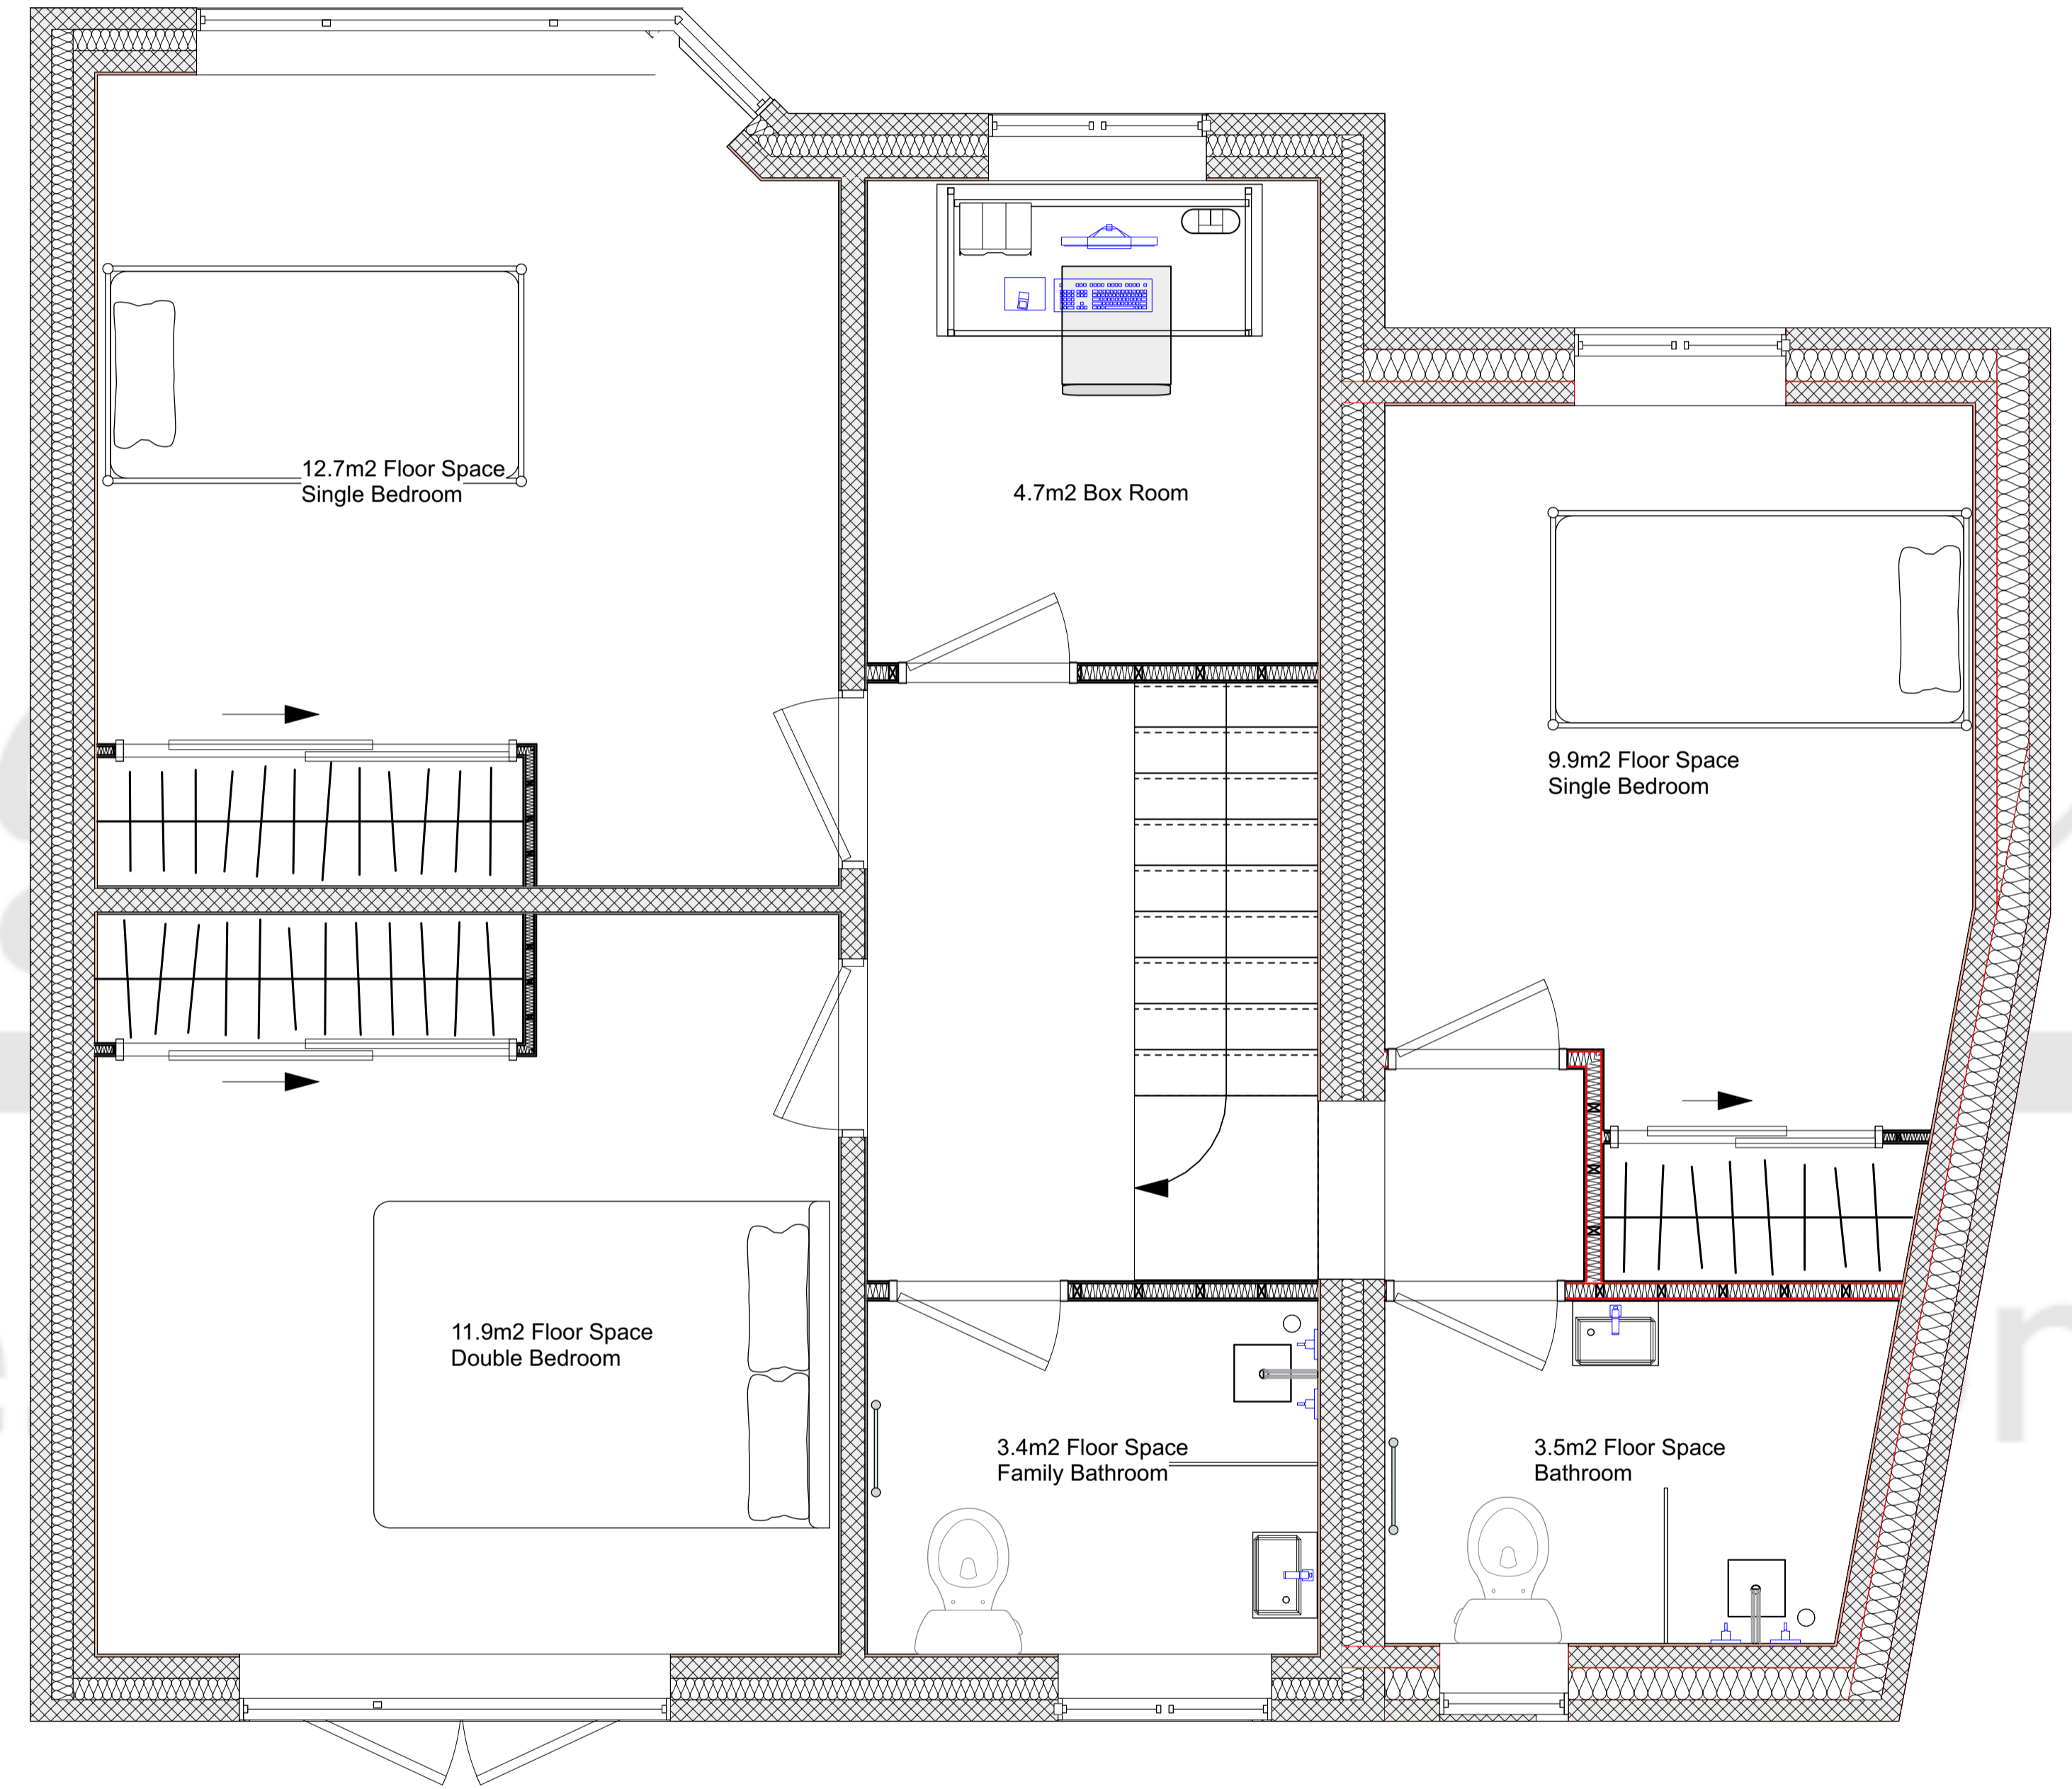 12.7m2 Floor Space
Single Bedroom
4.7m2 Box Room
9.9m2 Floor Space
Single Bedroom
11.9m2 Floor Space
Double Bedroom
3.4m2 Floor Space
Family Bathroom
3.5m2 Floor Space
Bathroom